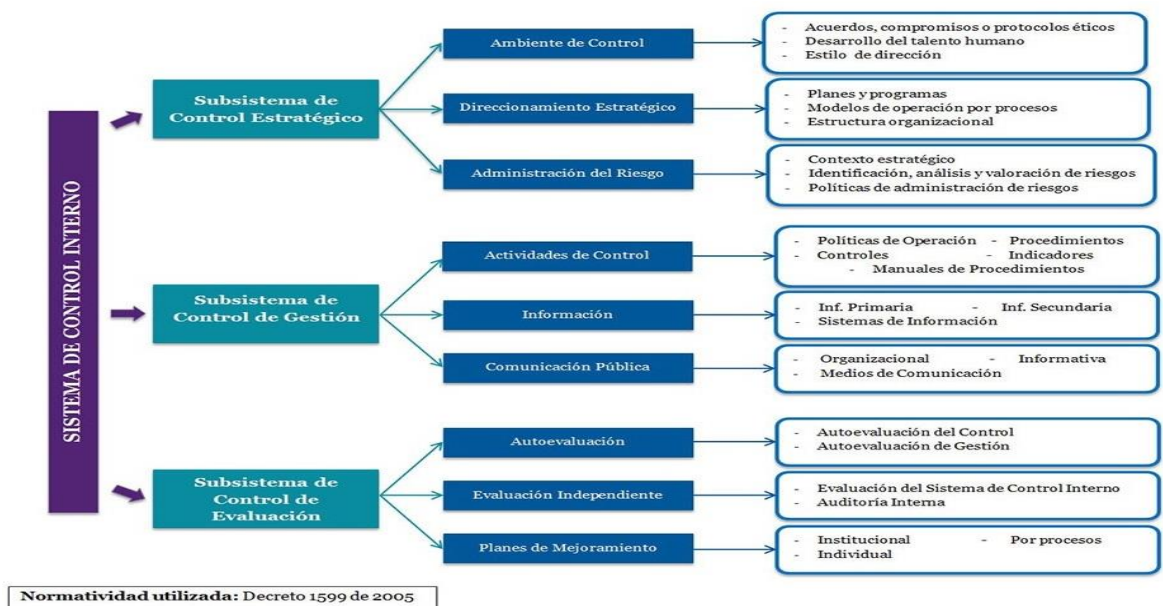 SISTEMA DE CONTROL INTERNO
Subsistema de
Control Estratégico
Ambiente de Control
- Acuerdos, compromisos o protocolos éticos
- Desarrollo del talento humano
- Estilo de dirección
Direccionamiento Estratégico
- Planes y programas
- Modelos de operación por procesos
- Estructura organizacional
Administración del Riesgo
- Contexto estratégico
- Identificación, análisis y valoración de riesgos
- Políticas de administración de riesgos
Subsistema de
Control de Gestión
Actividades de Control
- Políticas de Operación - Procedimientos
- Controles - Indicadores
- Manuales de Procedimientos
Información
- Inf. Primaria - Inf. Secundaria
- Sistemas de Información
Comunicación Pública
- Organizacional - Informativa
- Medios de Comunicación
Subsistema de
Control de
Evaluación
Autoevaluación
- Autoevaluación del Control
- Autoevaluación de Gestión
Evaluación Independiente
- Evaluación del Sistema de Control Interno
- Auditoría Interna
Planes de Mejoramiento
- Institucional - Por procesos
- Individual
Normatividad utilizada: Decreto 1599 de 2005